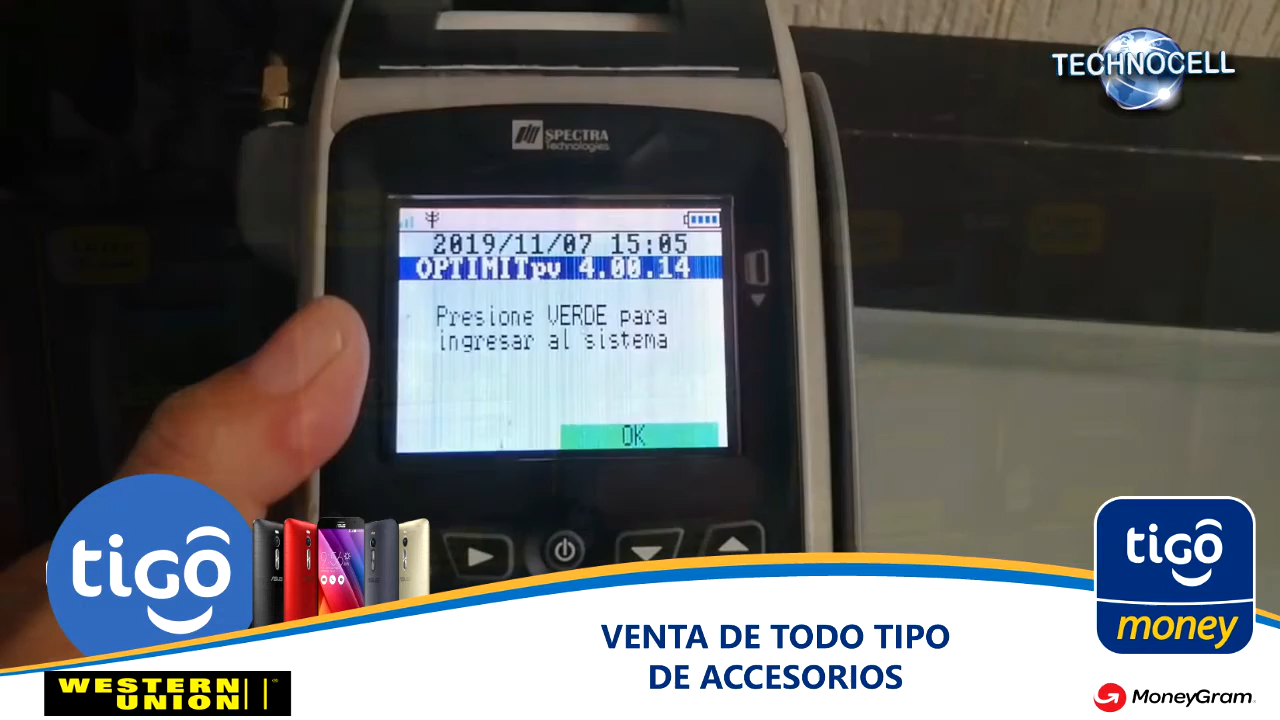 TECHNOCELL
SPECTRA
Technologies
2019/11/07 15:05
OPTIMITpv 4.00.14
Presione VERDE para
ingresar al sistema
OK
tigo
tigo
money
VENTA DE TODO TIPO
DE ACCESORIOS
WESTERN
UNION
MoneyGram